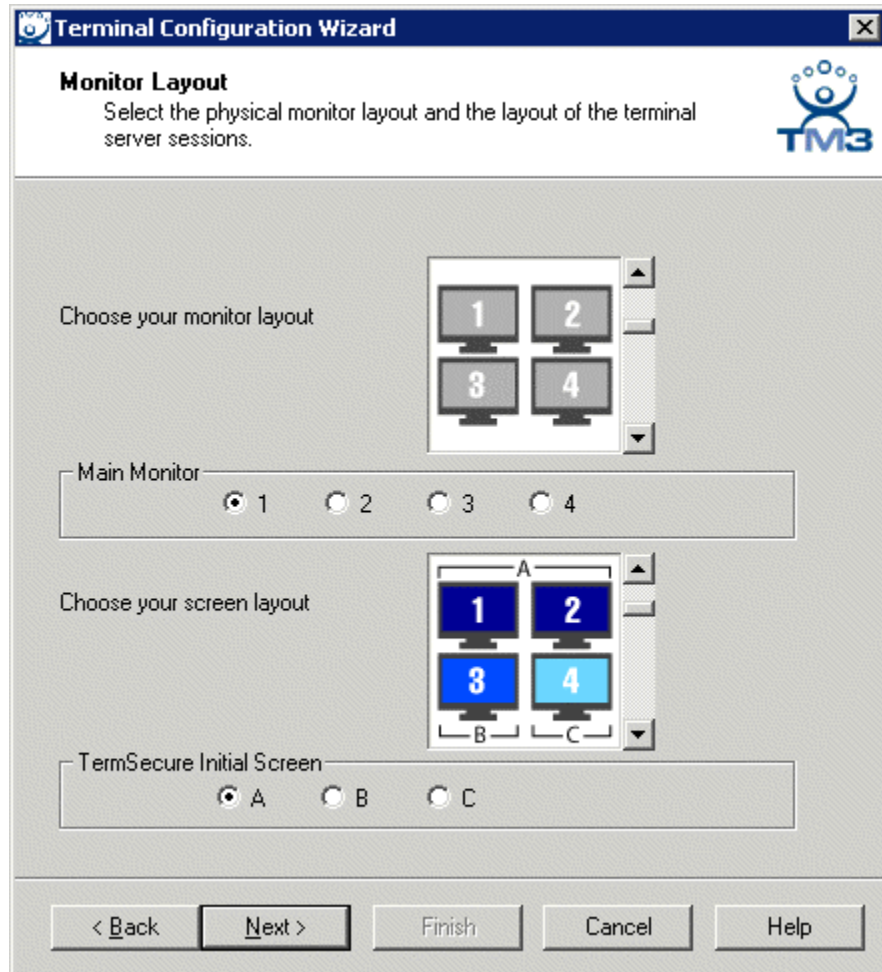 Terminal Configuration Wizard
Monitor Layout
Select the physical monitor layout and the layout of the terminal
server sessions.
TM3
Choose your monitor layout
1 2
3 4
Main Monitor
1 2 3 4
Choose your screen layout
A
1 2
3 4
B C
TermSecure Initial Screen
A B C
< Back Next > Finish Cancel Help